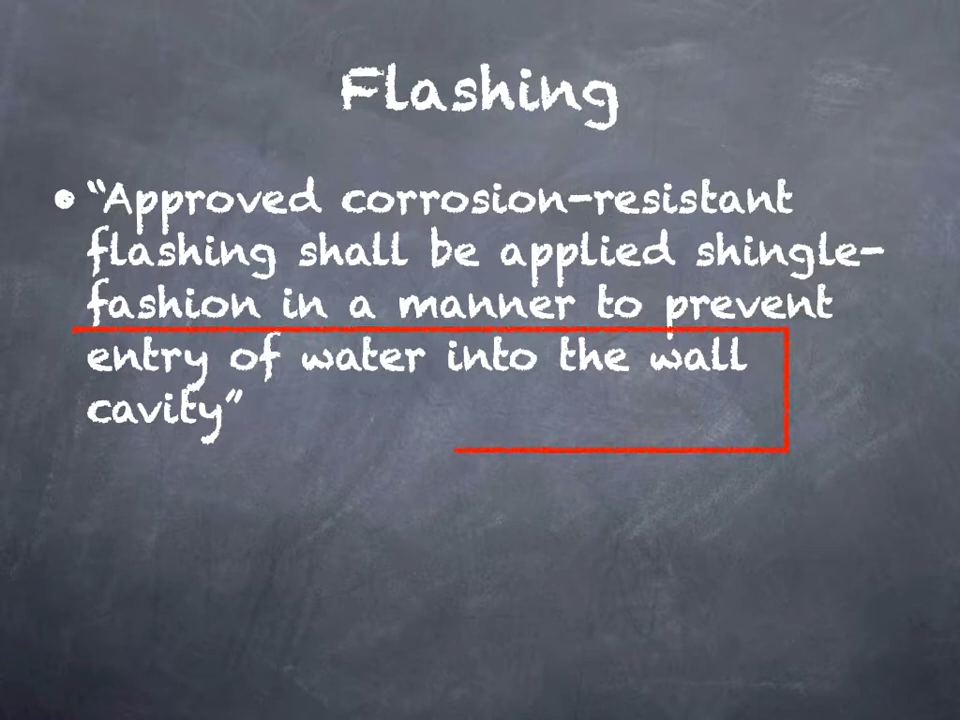 Flashing
• “Approved corrosion-resistant
flashing shall be applied shingle-
fashion in a manner to prevent
entry of water into the wall
cavity”